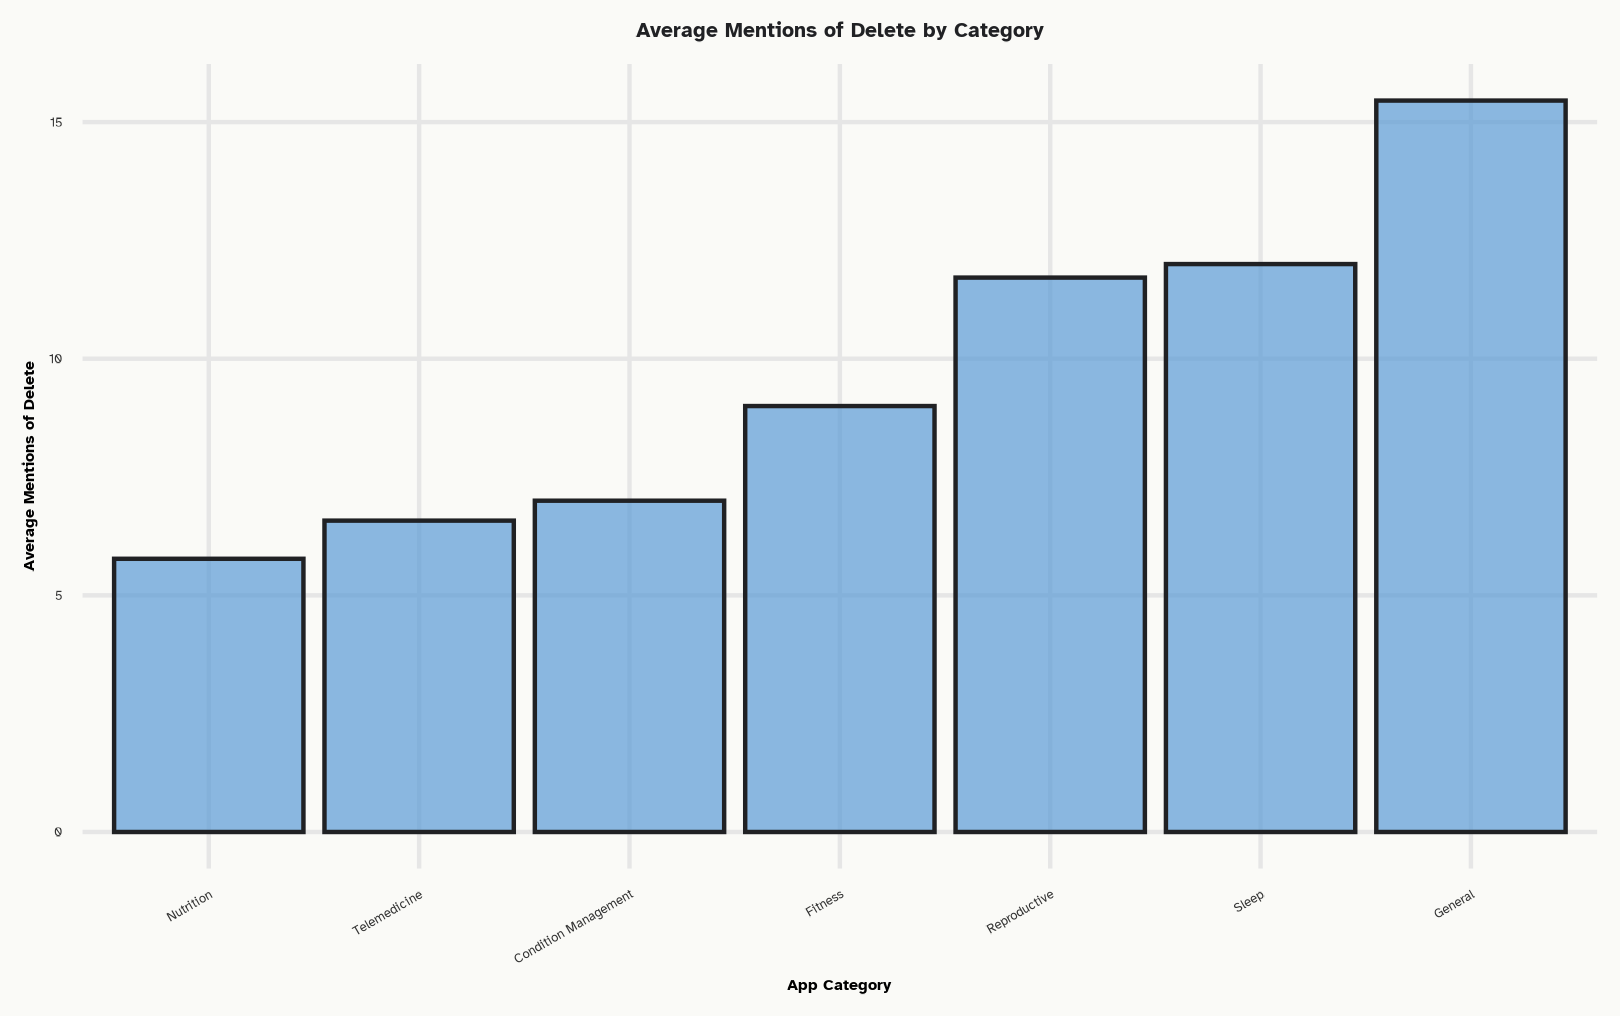 Average Mentions of Delete by Category
Average Mentions of Delete
15
10
5
0
Nutrition
Telemedicine
Condition Management
Fitness
Reproductive
Sleep
General
App Category